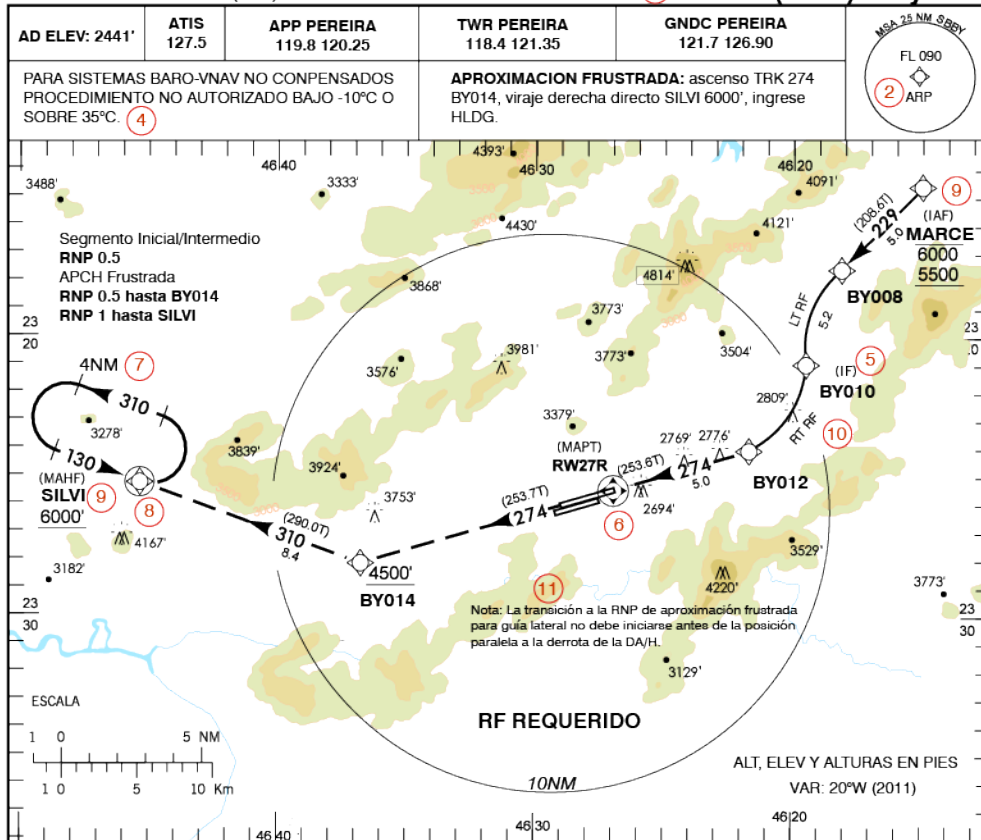 AD ELEV: 2441'
ATIS
127.5
APP PEREIRA
119.8 120.25
TWR PEREIRA
118.4 121.35
GNDC PEREIRA
121.7 126.90
MSA 25 NM SBBY
FL 090
2
ARP
PARA SISTEMAS BARO-VNAV NO CONPENSADOS
PROCEDIMIENTO NO AUTORIZADO BAJO -10ºC O
SOBRE 35ºC.
4
APROXIMACION FRUSTRADA: ascenso TRK 274
BY014, viraje derecha directo SILVI 6000', ingrese
HLDG.
46 40
4393'
46 30
46 20
3488'
3333'
3500
3000
4430'
4091'
4121'
9
(208.6T)
229
5.0
(IAF)
MARCE
6000
5500
BY008
Segmento Inicial/Intermedio
RNP 0.5
APCH Frustrada
RNP 0.5 hasta BY014
RNP 1 hasta SILVI
3868'
4814'
3000
LT RF
5.2
23
20
3773'
3773'
3504'
23
4NM
7
3576'
3981'
(IF)
5
BY010
310
3278'
3379'
2809'
RT RF
10
130
3839'
3924'
(MAPT)
RW27R
2769'
2776'
(253.6T)
274
5.0
BY012
(MAHF)
SILVI
6000'
9
8
3000
3753'
(253.7T)
274
2694'
6
4167'
(290.0T)
310
8.4
3182'
4500'
BY014
3529'
4220'
3773'
11
23
30
23
30
Nota: La transición a la RNP de aproximación frustrada
para guía lateral no debe iniciarse antes de la posición
paralela a la derrota de la DA/H.
3129'
ESCALA
RF REQUERIDO
1 0 5 NM
1 0 5 10 Km
10NM
ALT, ELEV Y ALTURAS EN PIES
VAR: 20ºW (2011)
46 40
46 30
46 20